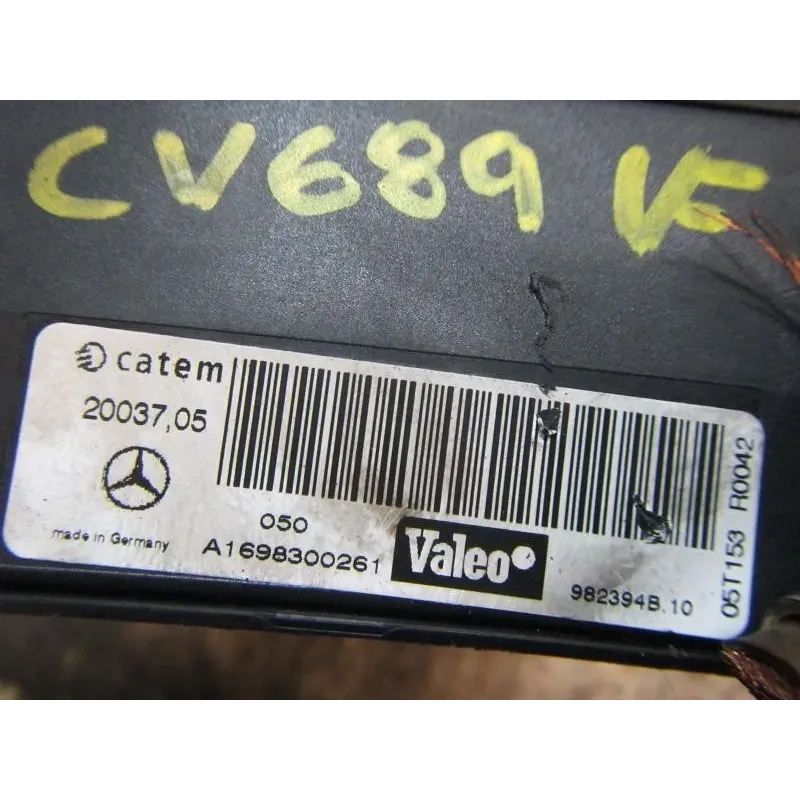 CV689 VF
catem
20037,05
made in Germany
050
A1698300261
Valeo
982394B.10
05T153 R0042